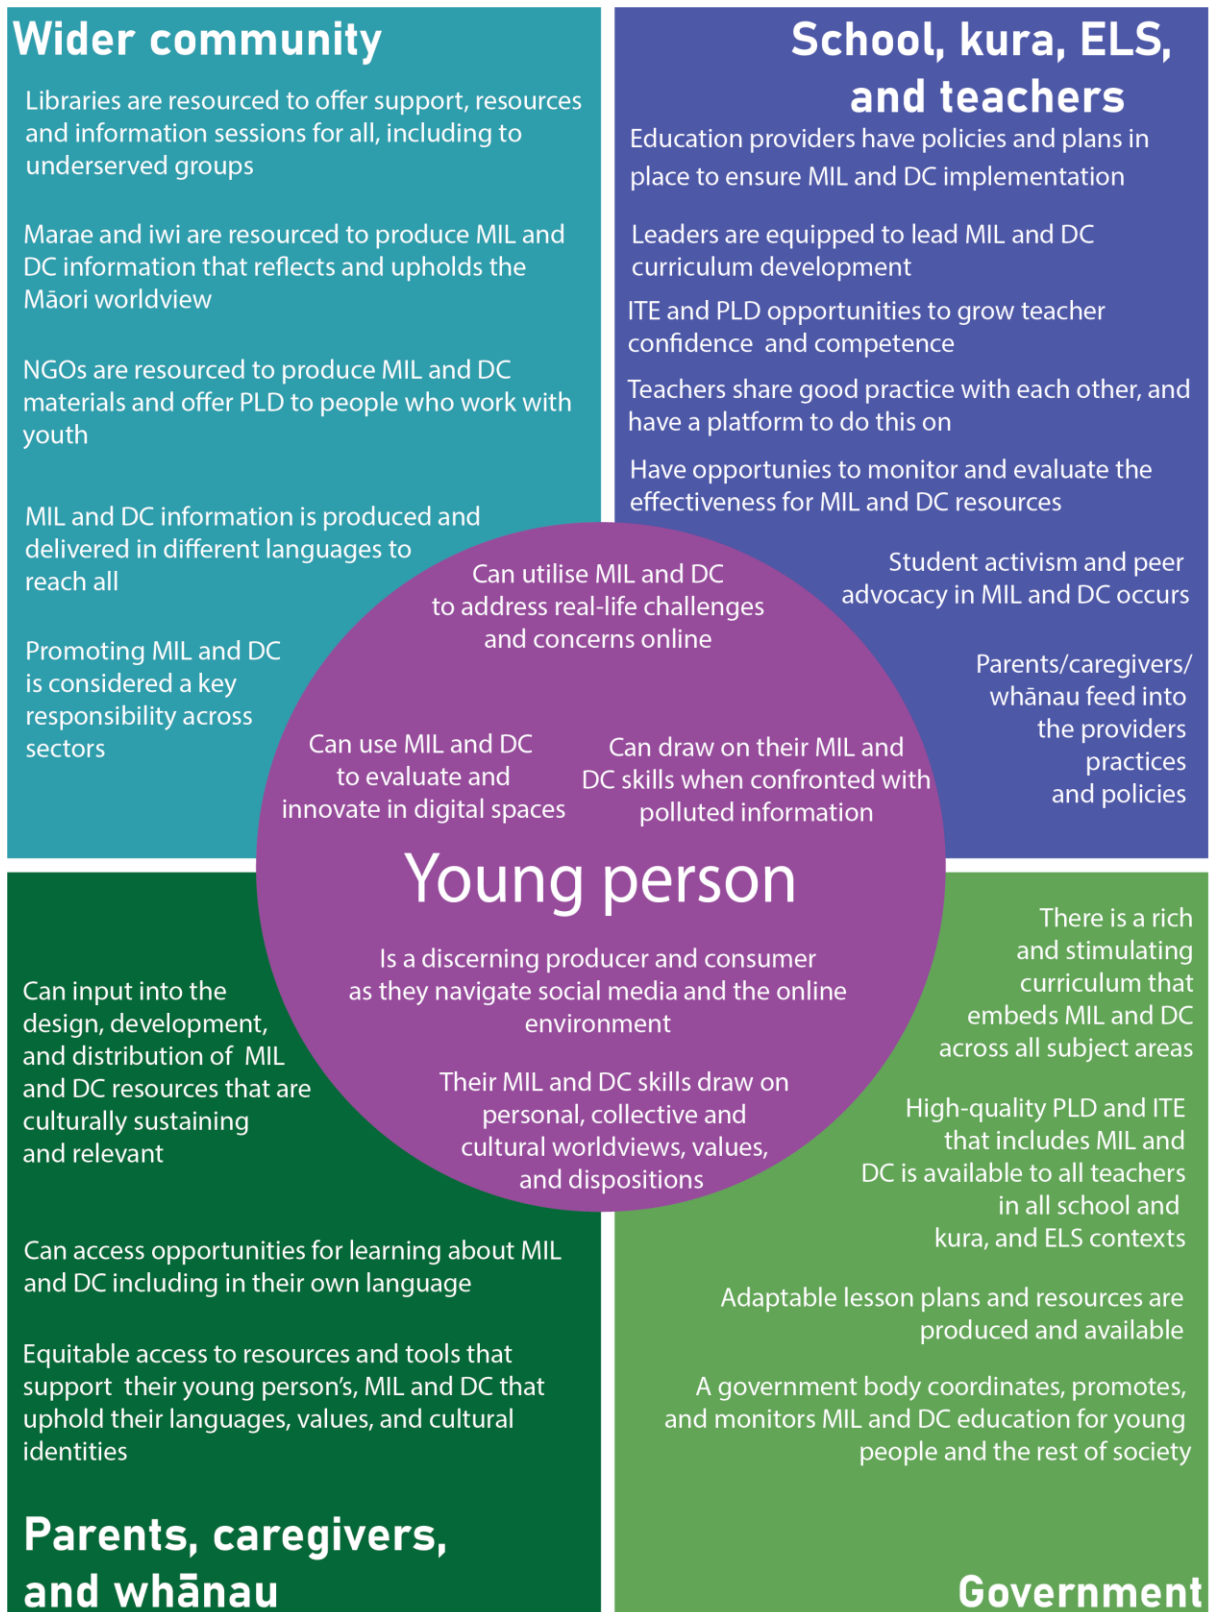 Wider community
Libraries are resourced to offer support, resources
and information sessions for all, including to
underserved groups
Marae and iwi are resourced to produce MIL and
DC information that reflects and upholds the
Māori worldview
NGOs are resourced to produce MIL and DC
materials and offer PLD to people who work with
youth
MIL and DC information is produced and
delivered in different languages to
reach all
Promoting MIL and DC
is considered a key
responsibility across
sectors
School, kura, ELS,
and teachers
Education providers have policies and plans in
place to ensure MIL and DC implementation
Leaders are equipped to lead MIL and DC
curriculum development
ITE and PLD opportunities to grow teacher
confidence  and competence
Teachers share good practice with each other, and
have a platform to do this on
Have opportunies to monitor and evaluate the
effectiveness for MIL and DC resources
Student activism and peer
advocacy in MIL and DC occurs
Parents/caregivers/
whānau feed into
the providers
practices
and policies
Can utilise MIL and DC
to address real-life challenges
and concerns online
Can use MIL and DC
to evaluate and
innovate in digital spaces
Can draw on their MIL and
DC skills when confronted with
polluted information
Young person
Is a discerning producer and consumer
as they navigate social media and the online
environment
Their MIL and DC skills draw on
personal, collective and
cultural worldviews, values,
and dispositions
Can input into the
design, development,
and distribution of  MIL
and DC resources that are
culturally sustaining
and relevant
Can access opportunities for learning about MIL
and DC including in their own language
Equitable access to resources and tools that
support  their young person's, MIL and DC that
uphold their languages, values, and cultural
identities
Parents, caregivers,
and whānau
There is a rich
and stimulating
curriculum that
embeds MIL and DC
across all subject areas
High-quality PLD and ITE
that includes MIL and
DC is available to all teachers
in all school and
kura, and ELS contexts
Adaptable lesson plans and resources are
produced and available
A government body coordinates, promotes,
and monitors MIL and DC education for young
people and the rest of society
Government